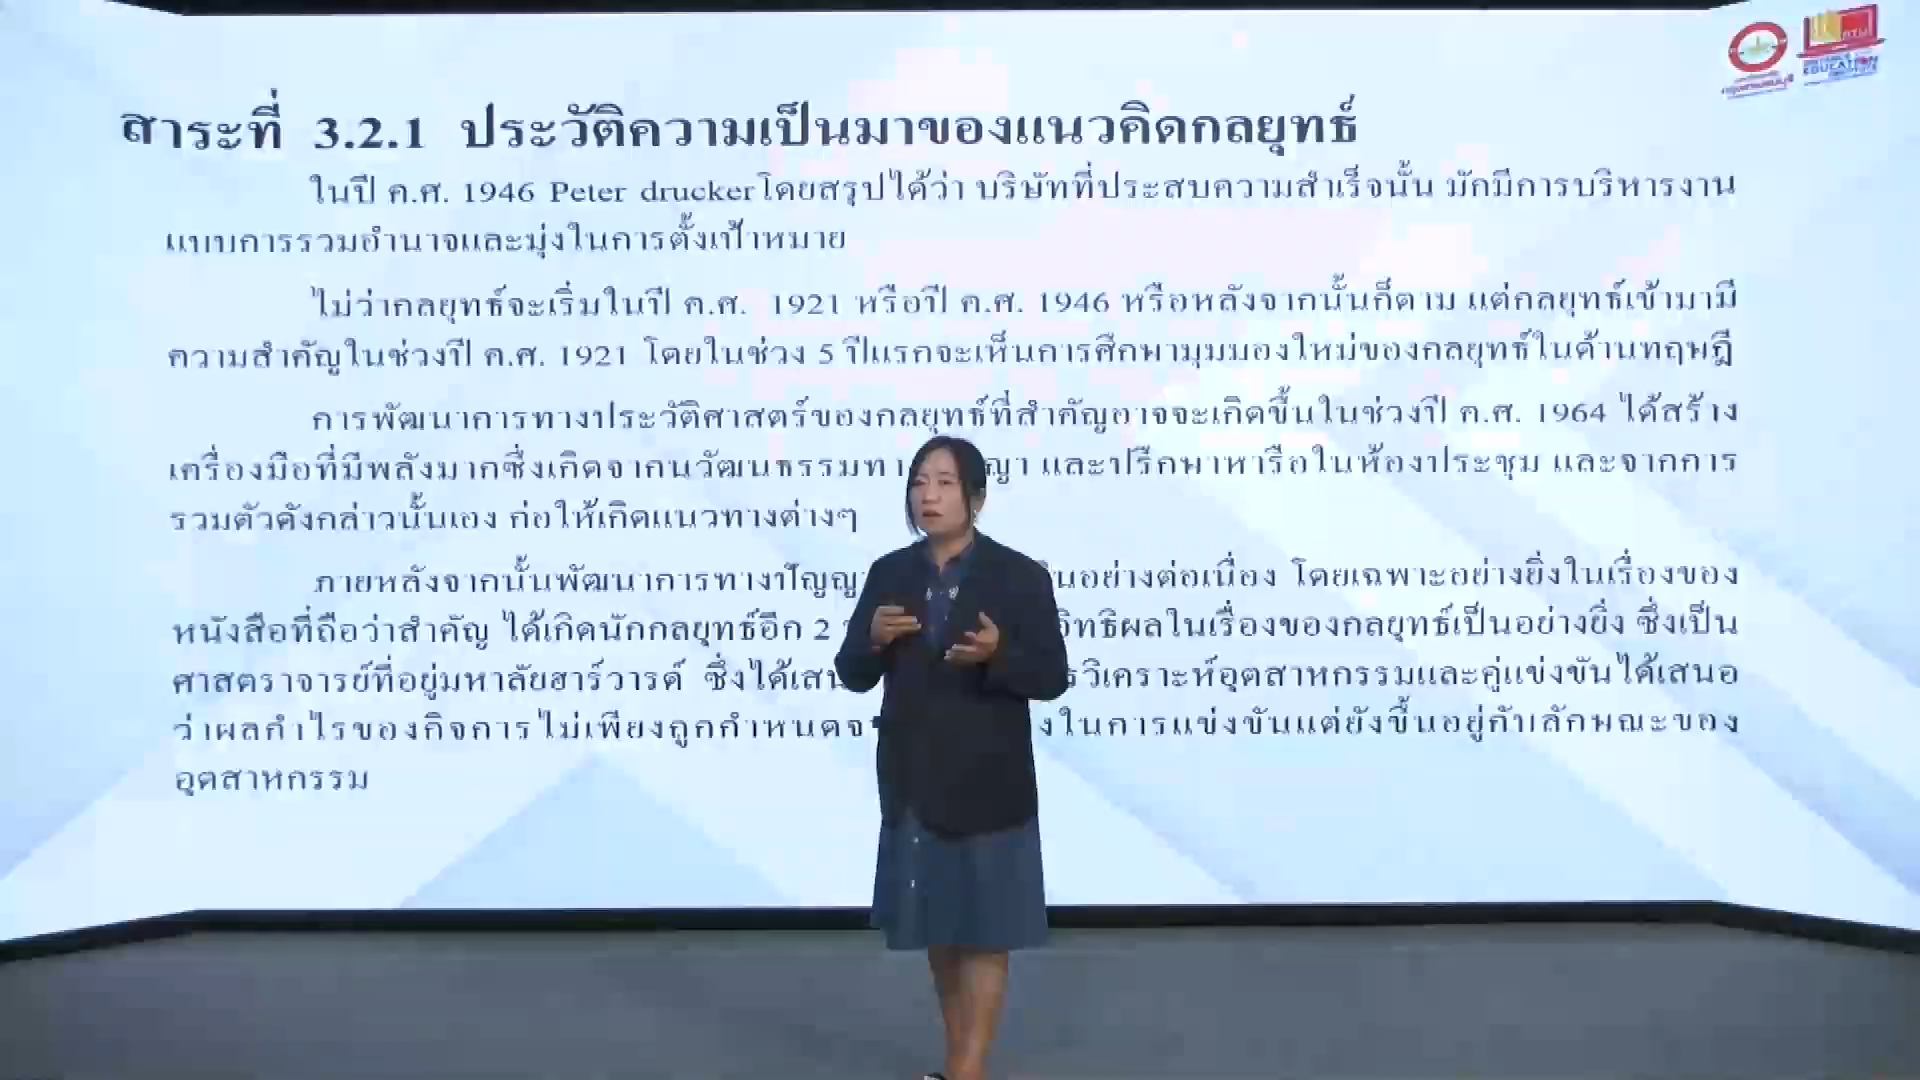 สาระที่ 3.2.1 ประวัติความเป็นมาของแนวคิดกลยุทธ์
ในปี ค.ศ. 1946 Peter druckerโดยสรุปได้ว่า บริษัทที่ประสบความสำเร็จนั้น มักมีการบริหารงาน
แบบการรวมอำนาจและมุ่งในการตั้งเป้าหมาย
ไม่ว่ากลยุทธ์จะเริ่มในปี ค.ศ. 1921 หรือปี ค.ศ. 1946 หรือหลังจากนั้นก็ตาม แต่กลยุทธ์เข้ามามี
ความสำคัญในช่วงปี ค.ศ. 1921 โดยในช่วง 5 ปีแรกจะเห็นการศึกษามุมมองใหม่ของกลยุทธ์ในด้านทฤษฎี
การพัฒนาการทางประวัติศาสตร์ของกลยุทธ์ที่สำคัญอาจจะเกิดขึ้นในช่วงปี ค.ศ. 1964 ได้สร้าง
เครื่องมือที่มีพลังมากซึ่งเกิดจากนวัฒนธรรมทาง และปรึกษาหารือในห้องประชุม และจากการ
รวมตัวดังกล่าวนั้นเอง ก่อให้เกิดแนวทางต่างๆ
ภายหลังจากนั้นพัฒนาการทางปัญญา อย่างต่อเนื่อง โดยเฉพาะอย่างยิ่งในเรื่องของ
หนังสือที่ถือว่าสำคัญ ได้เกิดนักกลยุทธ์อีก 2 อิทธิผลในเรื่องของกลยุทธ์เป็นอย่างยิ่ง ซึ่งเป็น
ศาสตราจารย์ที่อยู่มหาลัยฮาร์วารด์ ซึ่งได้ วิเคราะห์อุตสาหกรรมและคู่แข่งขันได้เสนอ
ว่าผลกำไรของกิจการไม่เพียงถูกกำหนด ในการแข่งขันแต่ยังขึ้นอยู่กับลักษณะของ
อุตสาหกรรม
EDUCATION